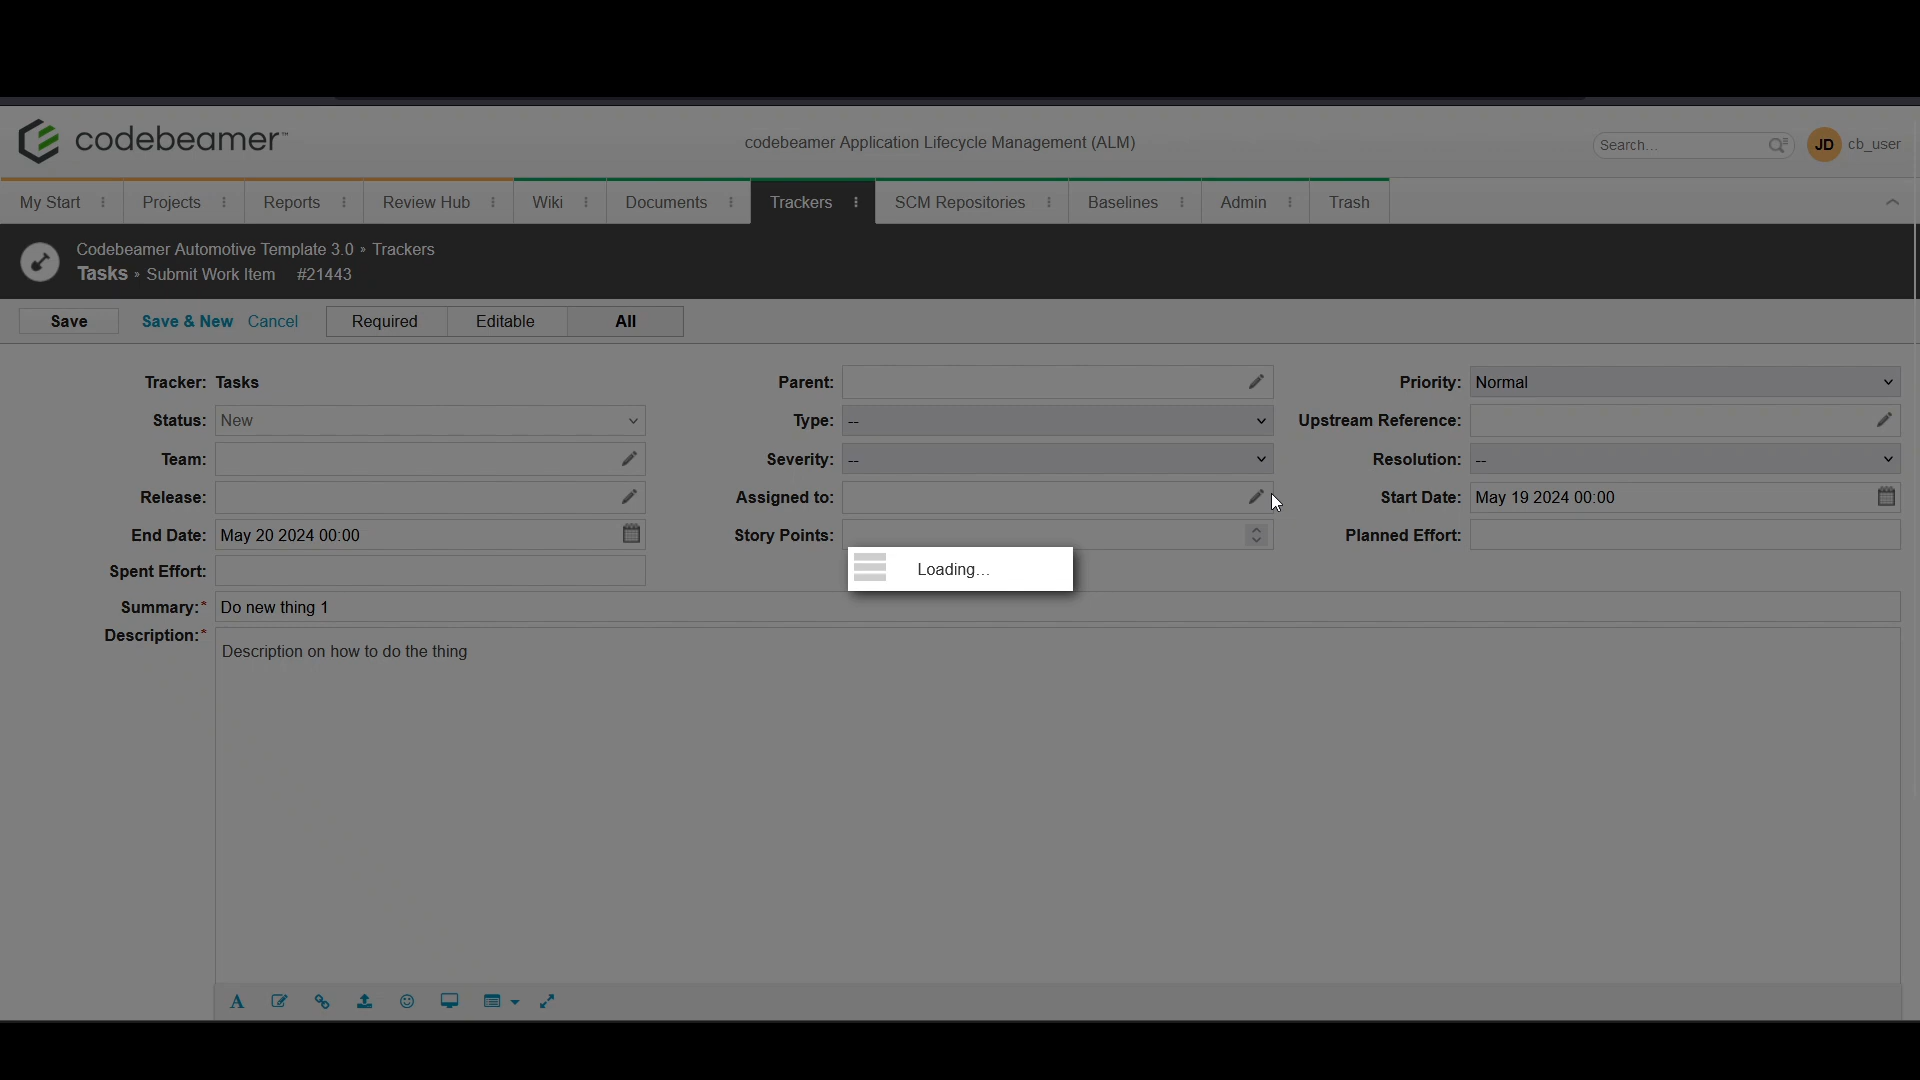 codebeamer™
codebeamer Application Lifecycle Management (ALM)
Search...
JD
cb_user
My Start
Projects
Reports
Review Hub
Wiki
Documents
Trackers
SCM Repositories
Baselines
Admin
Trash
Codebeamer Automotive Template 3.0 » Trackers
Tasks » Submit Work Item #21443
Save
Save & New
Cancel
Required
Editable
All
Tracker: Tasks
Parent:
Priority: Normal
Status: New
Type: --
Upstream Reference:
Team:
Severity: --
Resolution: --
Release:
Assigned to:
Start Date: May 19 2024 00:00
End Date: May 20 2024 00:00
Story Points:
Planned Effort:
Spent Effort:
Loading...
Summary:* Do new thing 1
Description:*
Description on how to do the thing